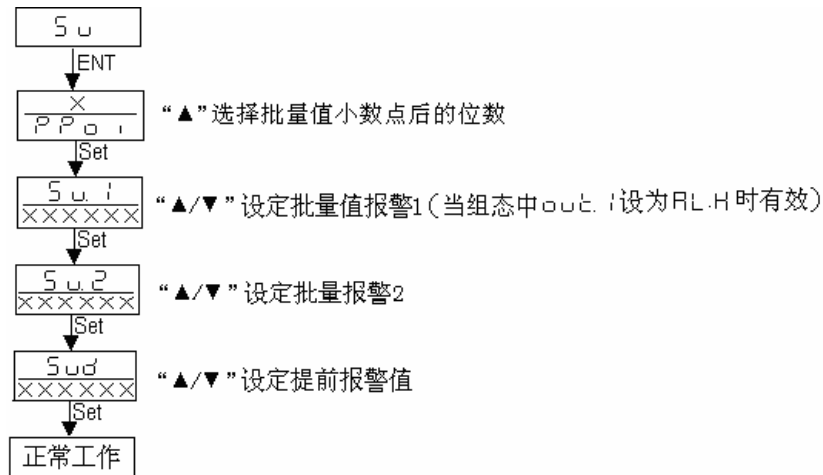 Su
ENT
×
PPoi
“▲”选择批量值小数点后的位数
Set
Su.1
××××××
“▲/▼”设定批量值报警1(当组态中out.1设为AL.H时有效)
Set
Su.2
××××××
“▲/▼”设定批量报警2
Set
Sud
××××××
“▲/▼”设定提前报警值
Set
正常工作